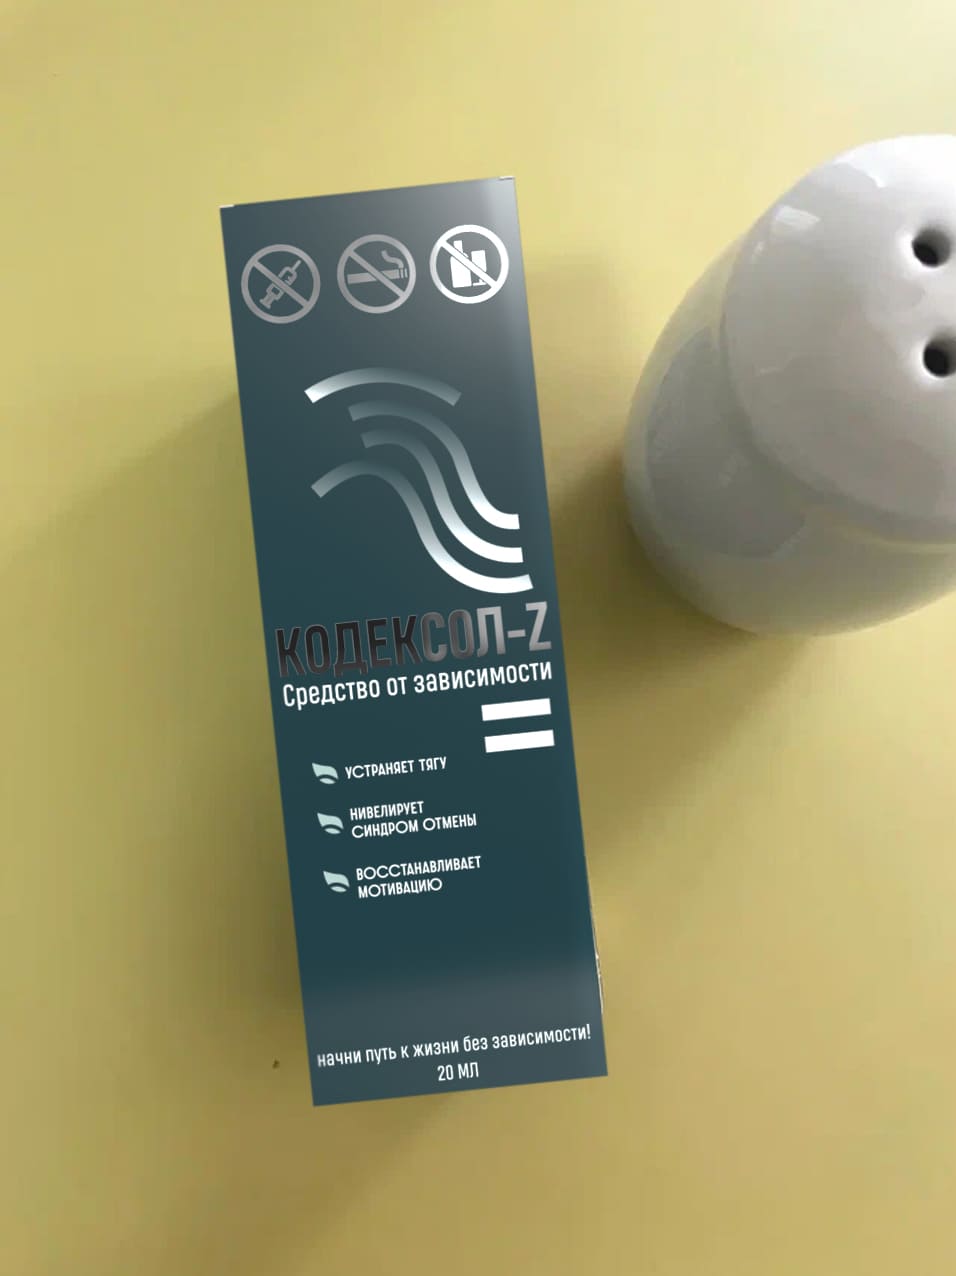 КОДЕКСОЛ-Z
Средство от зависимости
УСТРАНЯЕТ ТЯГУ
НИВЕЛИРУЕТ
СИНДРОМ ОТМЕНЫ
ВОССТАНАВЛИВАЕТ
МОТИВАЦИЮ
начни путь к жизни без зависимости!
20 МЛ